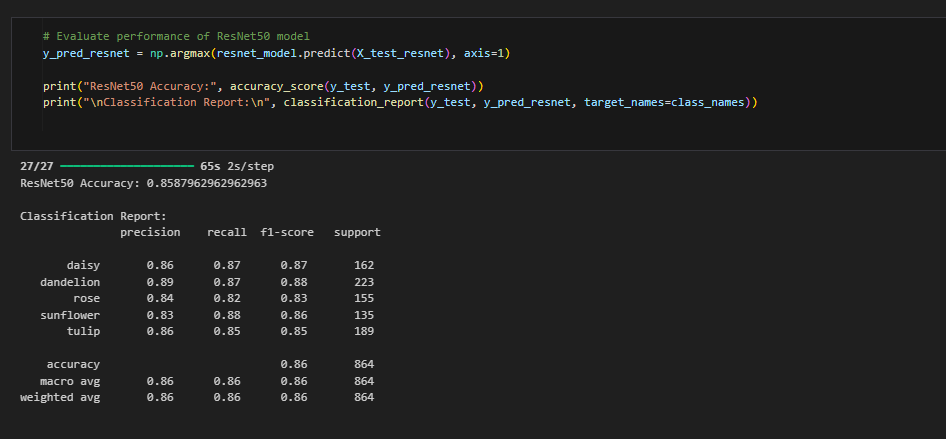 # Evaluate performance of ResNet50 model
y_pred_resnet = np.argmax(resnet_model.predict(X_test_resnet), axis=1)
print("ResNet50 Accuracy:", accuracy_score(y_test, y_pred_resnet))
print("\nClassification Report:\n", classification_report(y_test, y_pred_resnet, target_names=class_names))
27/27 65s 2s/step
ResNet50 Accuracy: 0.8587962962962963
Classification Report:
precision recall f1-score support
daisy 0.86 0.87 0.87 162
dandelion 0.89 0.87 0.88 223
rose 0.84 0.82 0.83 155
sunflower 0.83 0.88 0.86 135
tulip 0.86 0.85 0.85 189
accuracy 0.86 864
macro avg 0.86 0.86 0.86 864
weighted avg 0.86 0.86 0.86 864